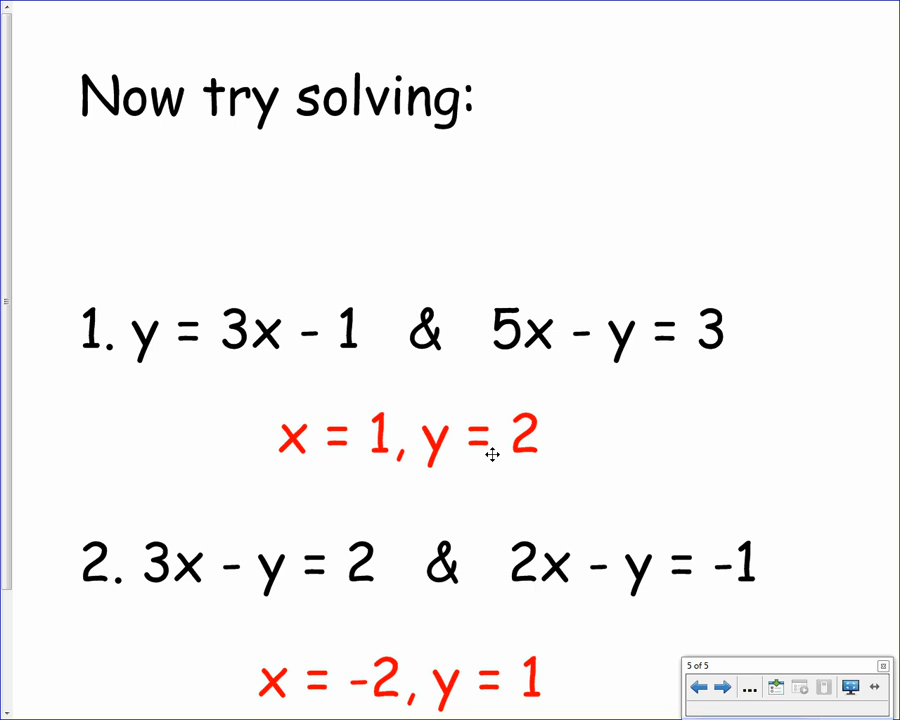 Now try solving:
1. y = 3x - 1 & 5x - y = 3
x = 1, y = 2
2. 3x - y = 2 & 2x - y = -1
x = -2, y = 1
5 of 5
...